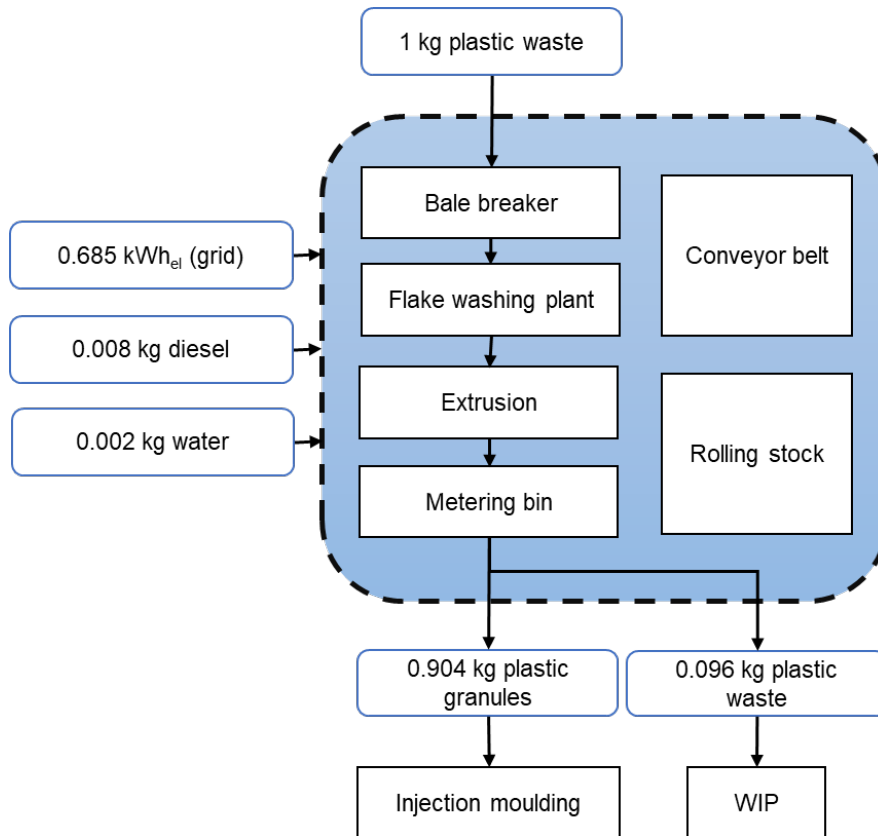 1 kg plastic waste
Bale breaker
Conveyor belt
0.685 kWhel (grid)
Flake washing plant
0.008 kg diesel
Extrusion
0.002 kg water
Rolling stock
Metering bin
0.904 kg plastic
granules
0.096 kg plastic
waste
Injection moulding
WIP